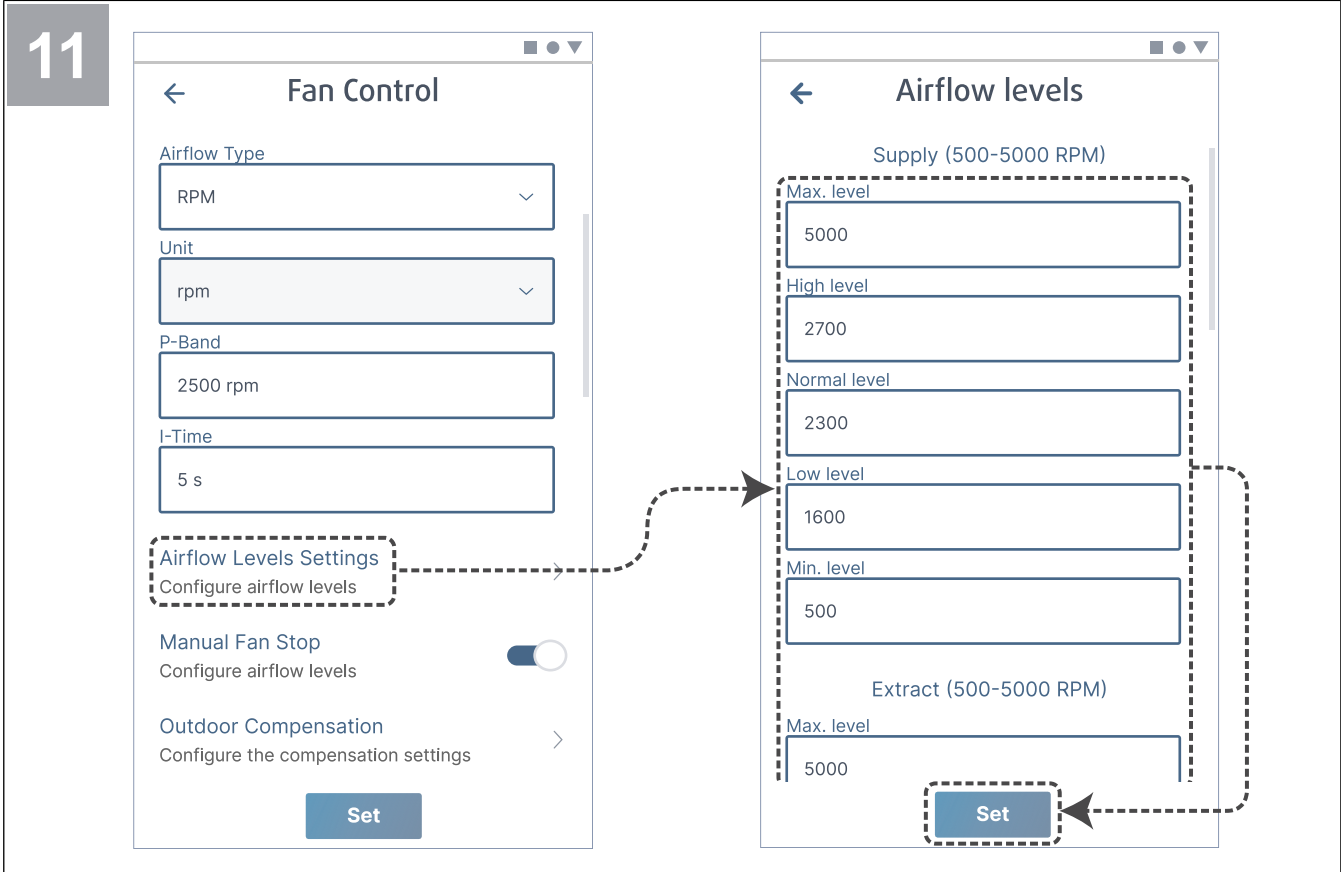 11
Fan Control
Airflow Type
RPM
Unit
rpm
P-Band
2500 rpm
I-Time
5 s
Airflow Levels Settings
Configure airflow levels
Manual Fan Stop
Configure airflow levels
Outdoor Compensation
Configure the compensation settings
Set
Airflow levels
Supply (500-5000 RPM)
Max. level
5000
High level
2700
Normal level
2300
Low level
1600
Min. level
500
Extract (500-5000 RPM)
Max. level
5000
Set